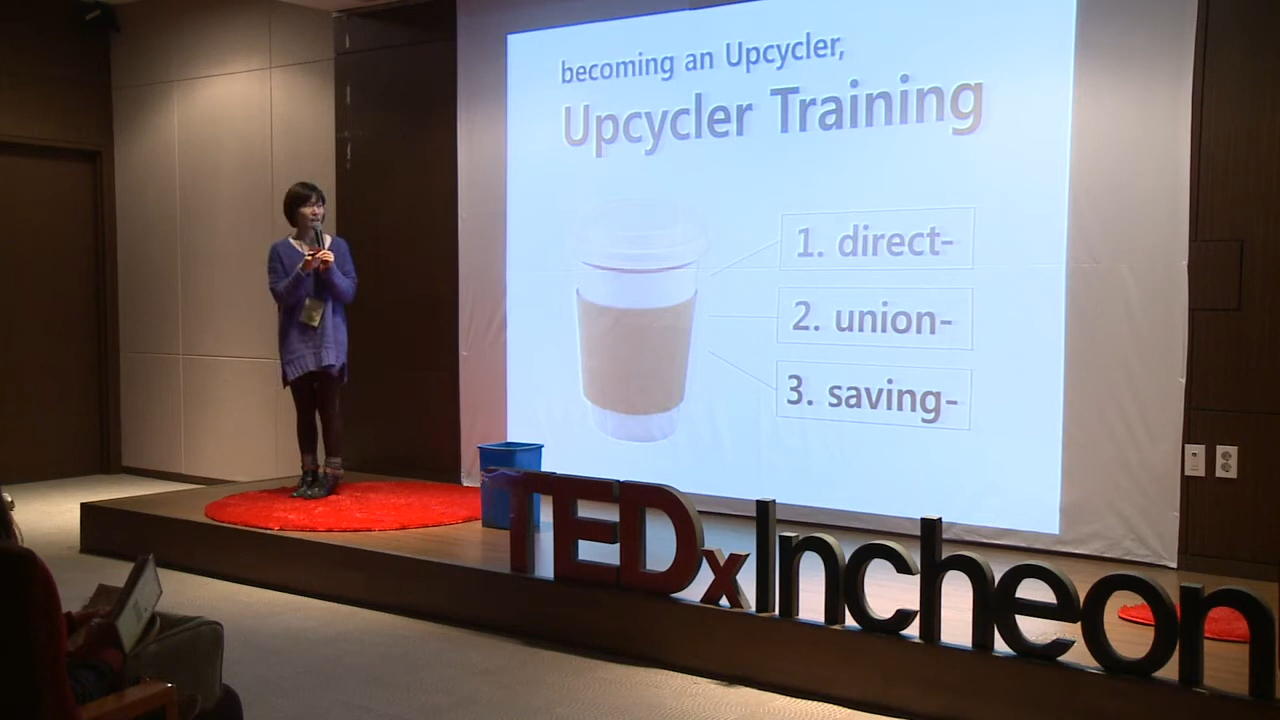 becoming an Upcycler,
Upcycler Training
1. direct-
2. union-
3. saving-
TEDxIncheon